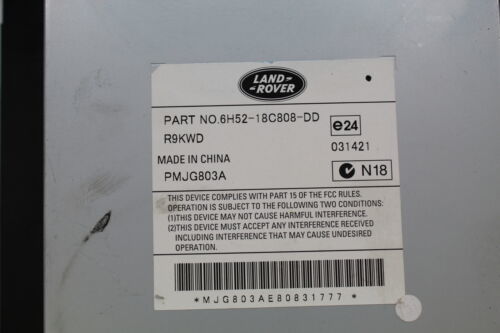 LAND-
-ROVER
PART NO.6H52-18C808-DD
R9KWD
e24
031421
MADE IN CHINA
PMJG803A
N18
THIS DEVICE COMPLIES WITH PART 15 OF THE FCC RULES.
OPERATION IS SUBJECT TO THE FOLLOWING TWO CONDITIONS:
(1)THIS DEVICE MAY NOT CAUSE HARMFUL INTERFERENCE.
(2)THIS DEVICE MUST ACCEPT ANY INTERFERENCE RECEIVED
INCLUDING INTERFERENCE THAT MAY CAUSE UNDESIRED
OPERATION.
*MJG803AE80831777*